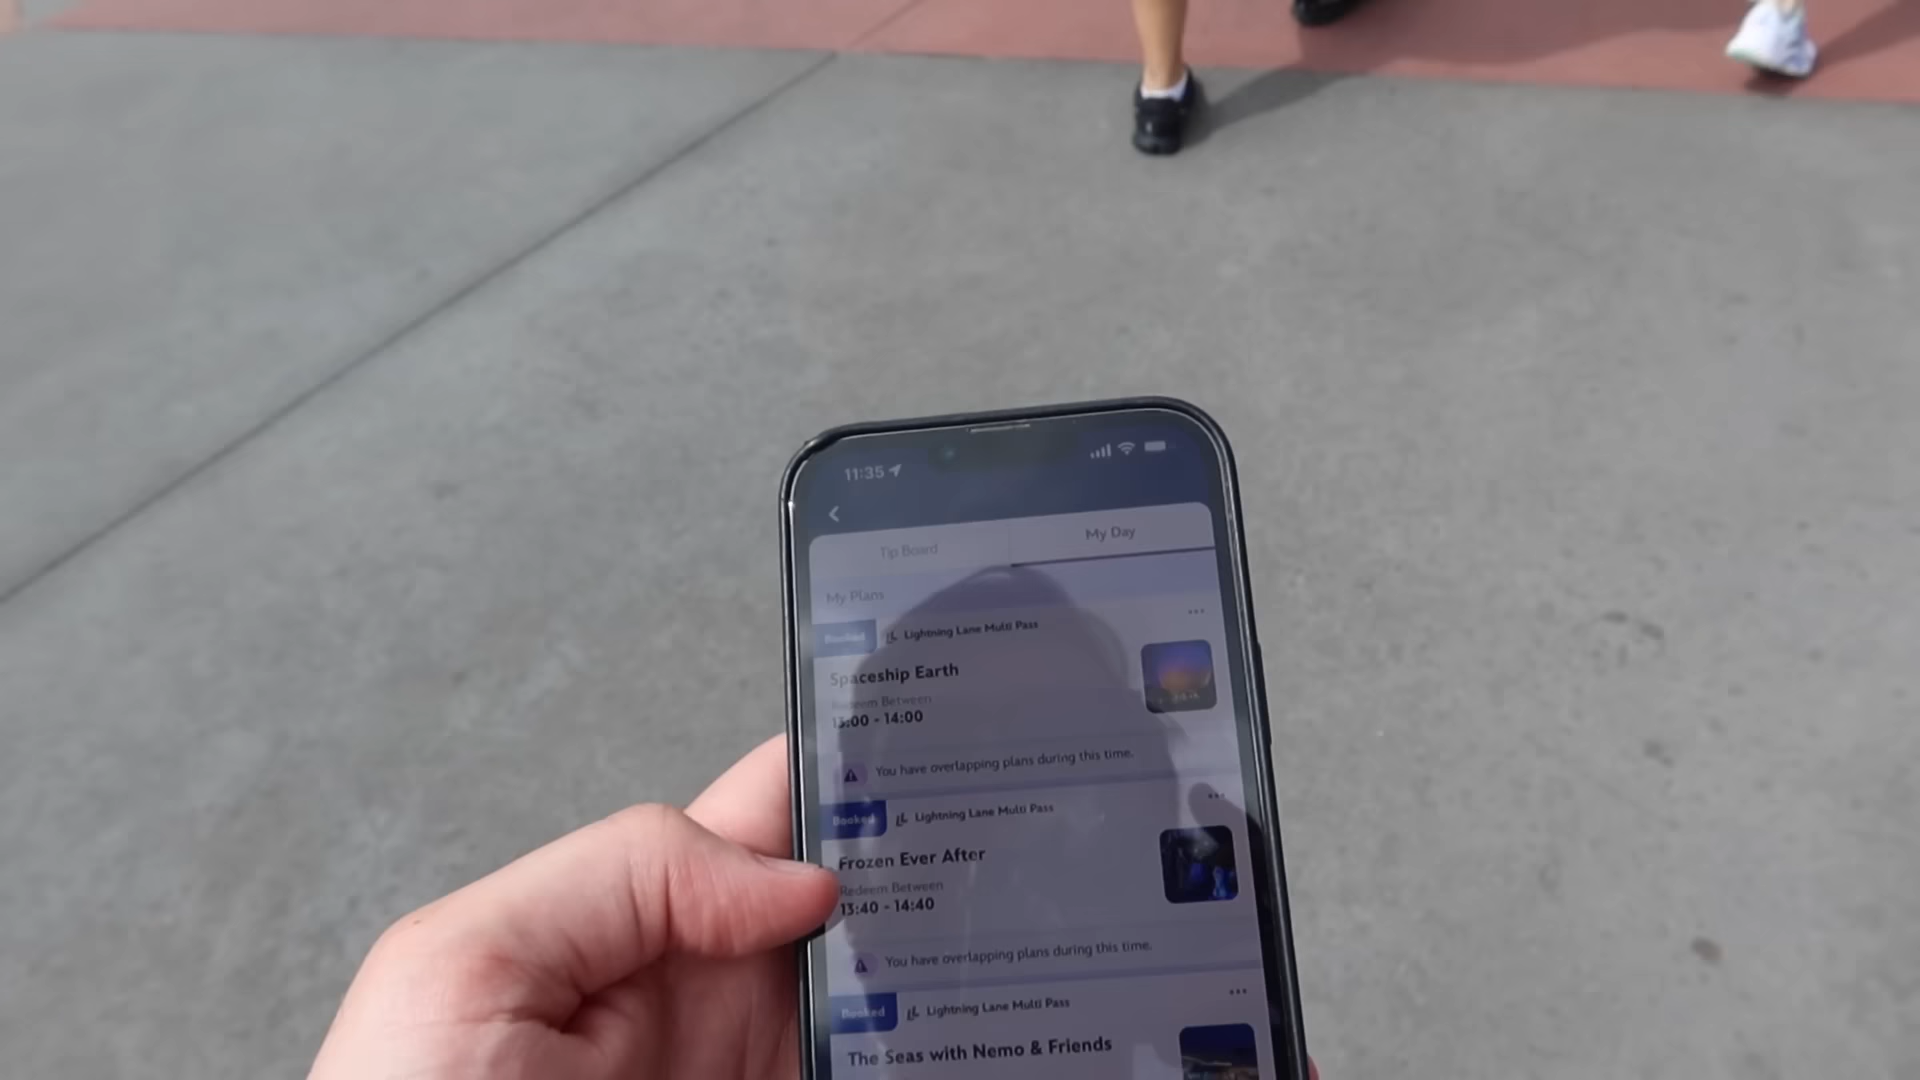 11:35
Tip Board
My Day
My Plans
Booked
Lightning Lane Multi Pass
Spaceship Earth
Redeem Between
13:00 - 14:00
You have overlapping plans during this time.
Booked
Lightning Lane Multi Pass
Frozen Ever After
Redeem Between
13:40 - 14:40
You have overlapping plans during this time.
Booked
Lightning Lane Multi Pass
The Seas with Nemo & Friends